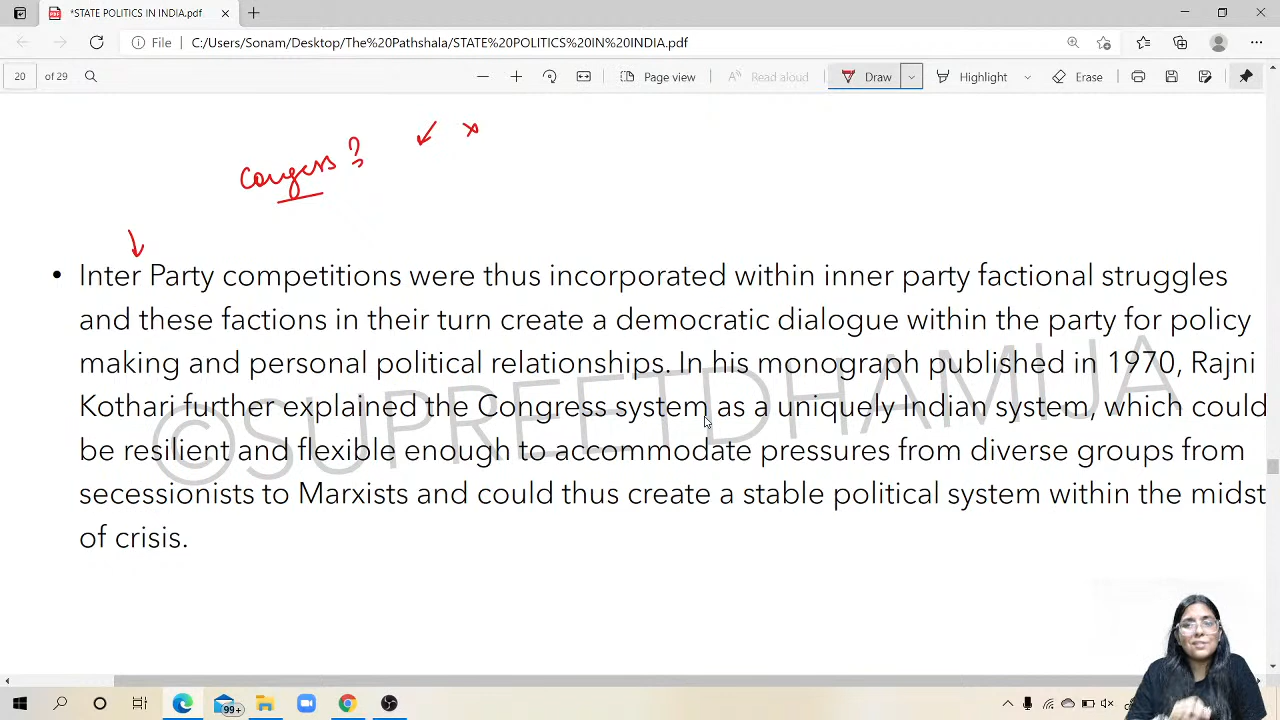 *STATE POLITICS IN INDIA.pdf
File C:/Users/Sonam/Desktop/The%20Pathshala/STATE%20POLITICS%20IN%20INDIA.pdf
20 of 29 Page view Read aloud Draw Highlight Erase
Congess ?
• Inter Party competitions were thus incorporated within inner party factional struggles
and these factions in their turn create a democratic dialogue within the party for policy
making and personal political relationships. In his monograph published in 1970, Rajni
Kothari further explained the Congress system as a uniquely Indian system, which could
be resilient and flexible enough to accommodate pressures from diverse groups from
secessionists to Marxists and could thus create a stable political system within the midst
of crisis.
©SUPREETDHAMIJA
99+